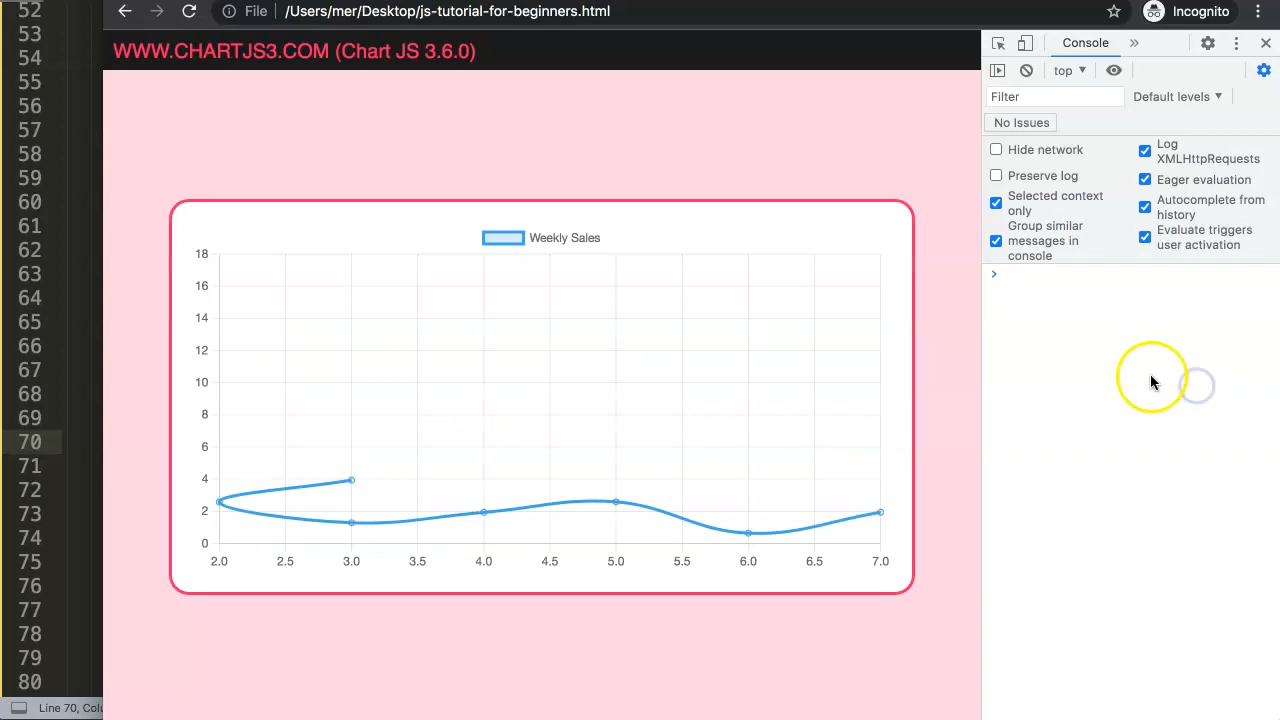 52
53
54
55
56
57
58
59
60
61
62
63
64
65
66
67
68
69
70
71
72
73
74
75
76
77
78
79
80
Line 70, Colu
File /Users/mer/Desktop/js-tutorial-for-beginners.html
Incognito
WWW.CHARTJS3.COM (Chart JS 3.6.0)
Weekly Sales
18
16
14
12
10
8
6
4
2
0
2.0 2.5 3.0 3.5 4.0 4.5 5.0 5.5 6.0 6.5 7.0
Console
top
Filter
Default levels
No Issues
Hide network
Preserve log
Selected context
only
Group similar
messages in
console
Log
XMLHttpRequests
Eager evaluation
Autocomplete from
history
Evaluate triggers
user activation